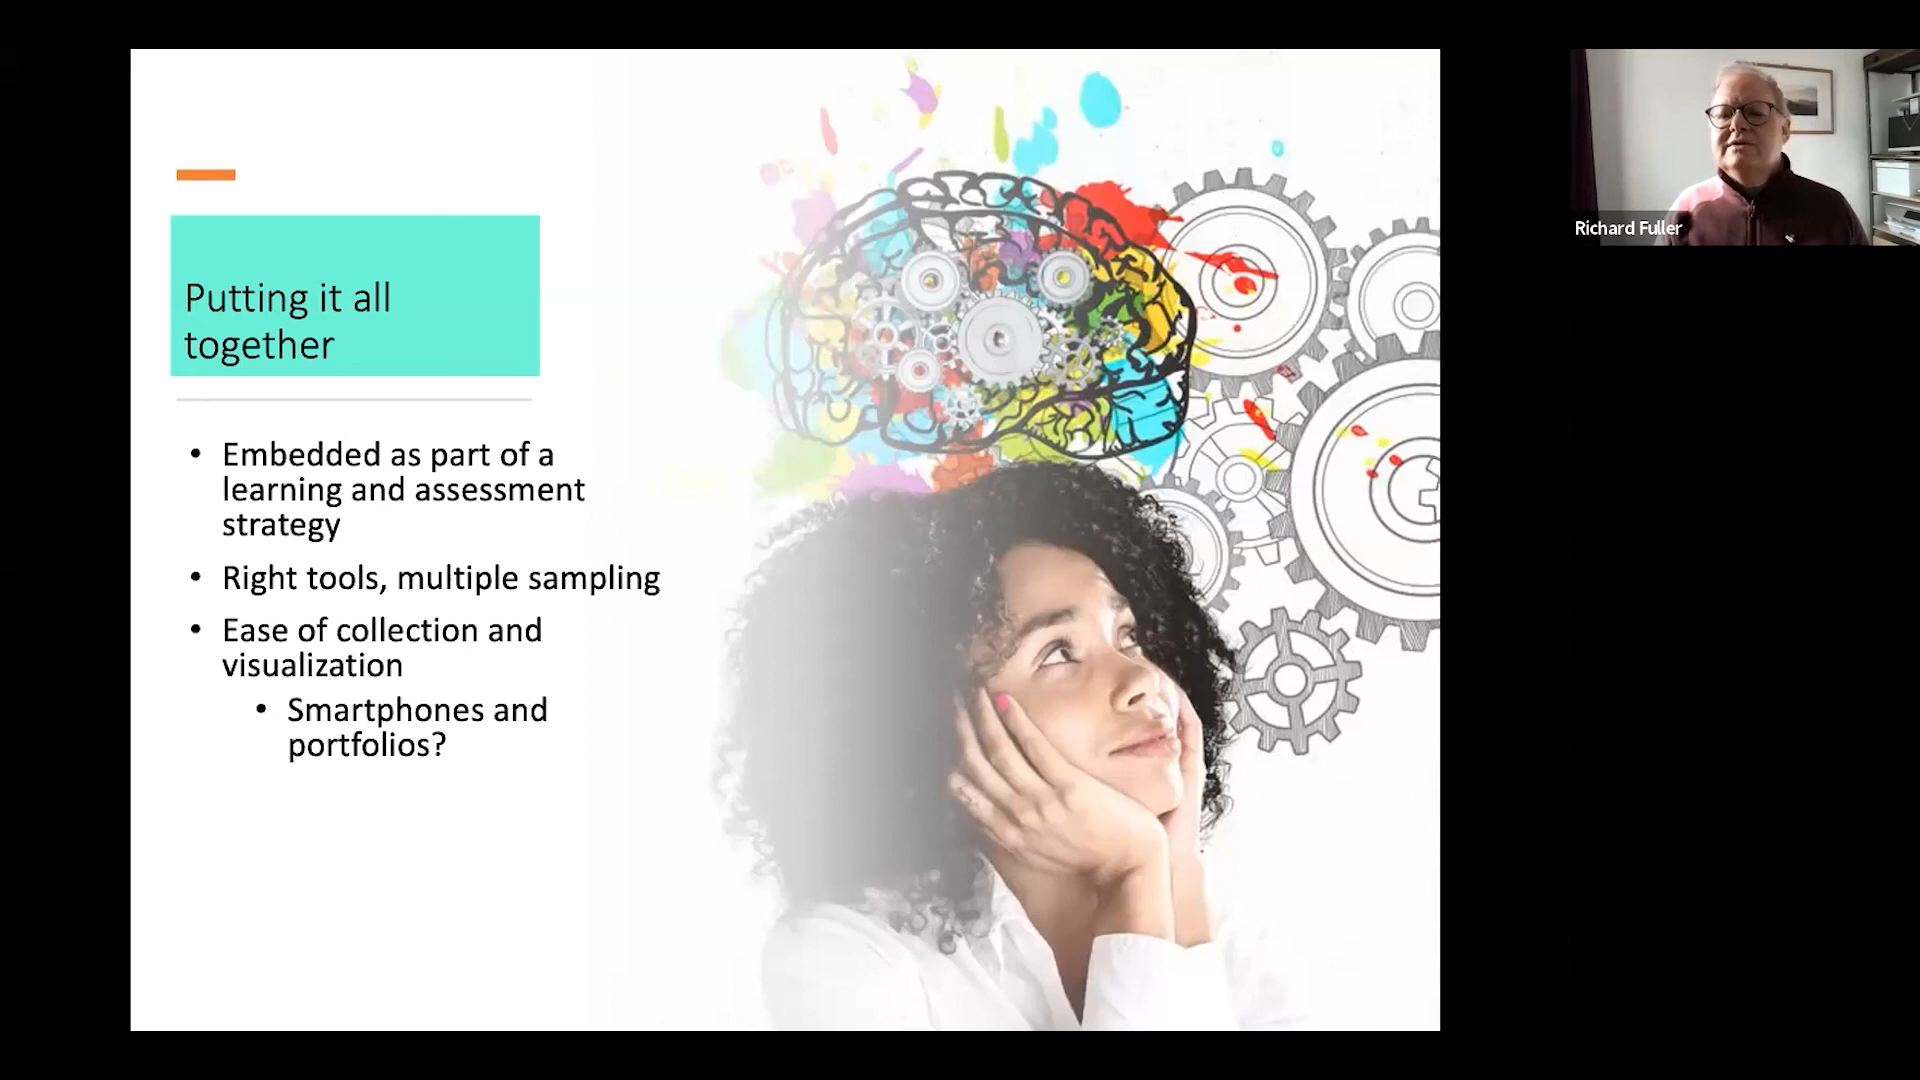 Putting it all
together
• Embedded as part of a
learning and assessment
strategy
• Right tools, multiple sampling
• Ease of collection and
visualization
• Smartphones and
portfolios?
Richard Fuller